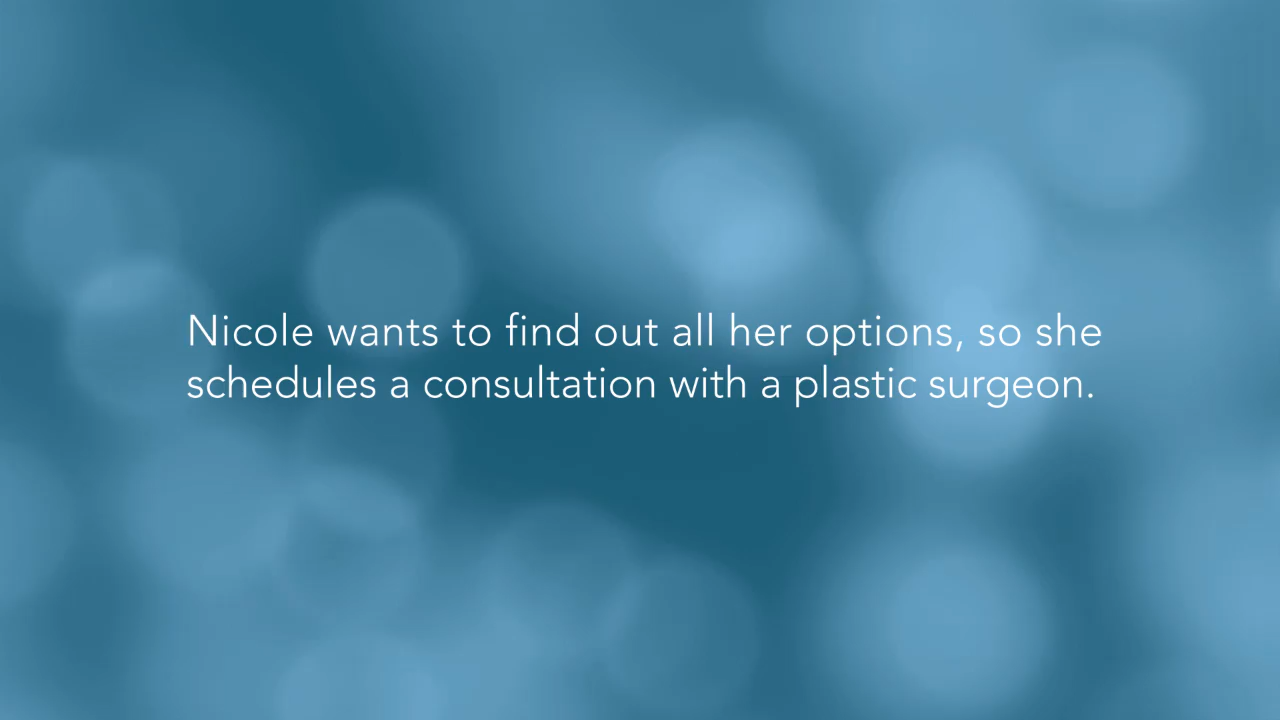 Nicole wants to find out all her options, so she
schedules a consultation with a plastic surgeon.